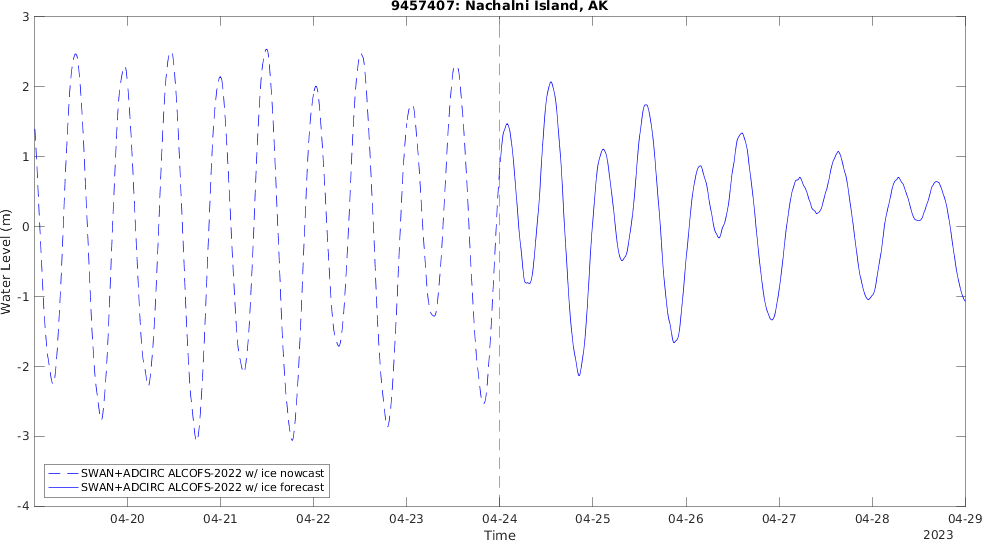 9457407: Nachalni Island, AK
3
2
1
0
-1
-2
-3
-4
Water Level (m)
SWAN+ADCIRC ALCOFS-2022 w/ ice nowcast
SWAN+ADCIRC ALCOFS-2022 w/ ice forecast
04-20 04-21 04-22 04-23 04-24 04-25 04-26 04-27 04-28 04-29
Time
2023